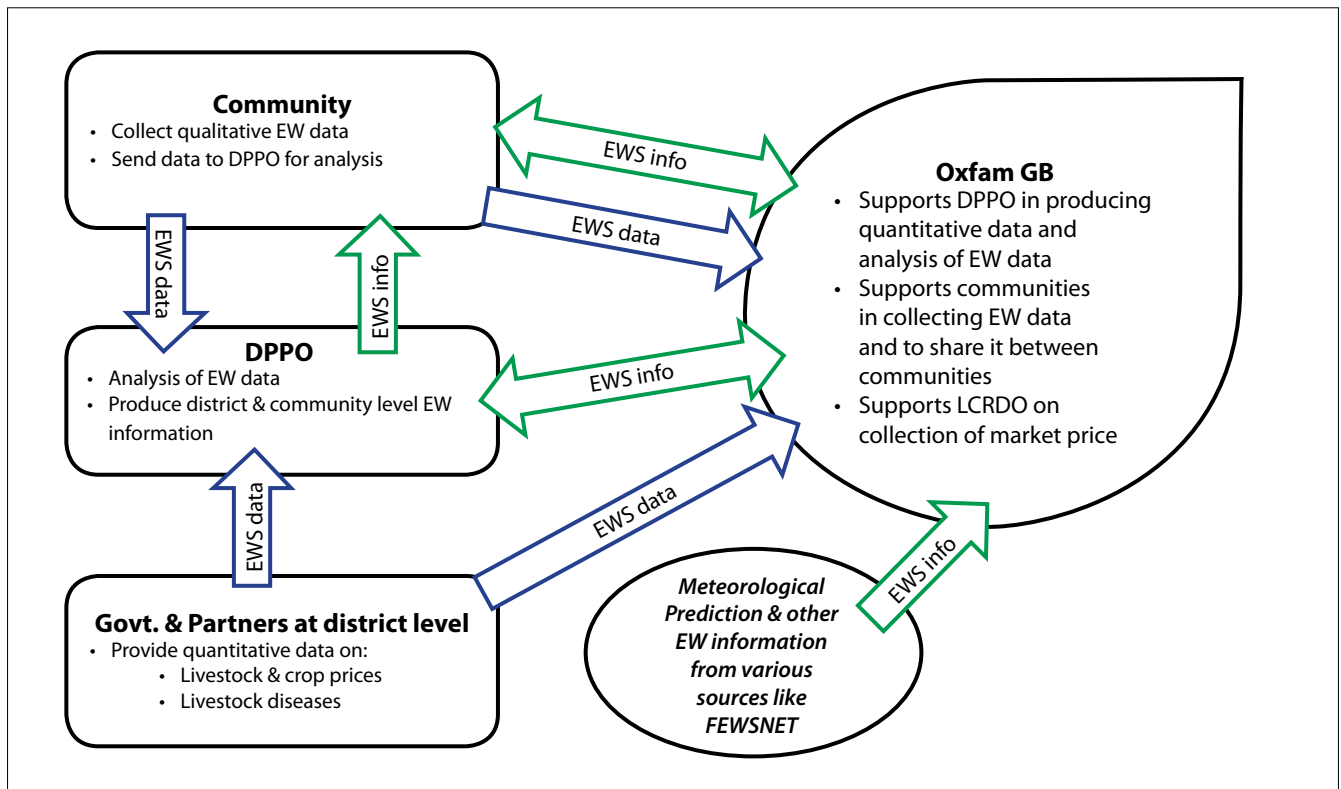 Community
• Collect qualitative EW data
• Send data to DPPO for analysis
EWS info
EWS data
EWS data
EWS info
Oxfam GB
• Supports DPPO in producing
quantitative data and
analysis of EW data
• Supports communities
in collecting EW data
and to share it between
communities
• Supports LCRDO on
collection of market price
DPPO
• Analysis of EW data
• Produce district & community level EW
information
EWS info
EWS data
EWS data
Govt. & Partners at district level
• Provide quantitative data on:
• Livestock & crop prices
• Livestock diseases
Meteorological
Prediction & other
EW information
from various
sources like
FEWSNET
EWS info